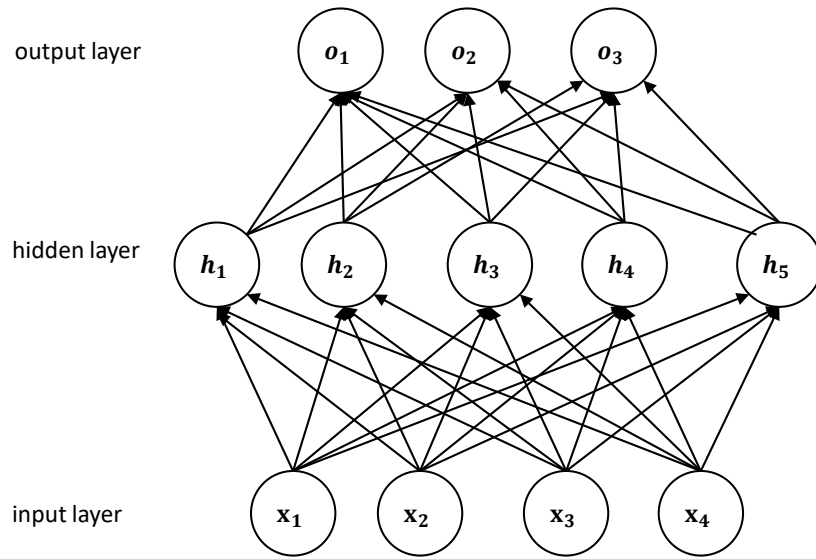 output layer o₁ o₂ o₃
hidden layer h₁ h₂ h₃ h₄ h₅
input layer x₁ x₂ x₃ x₄